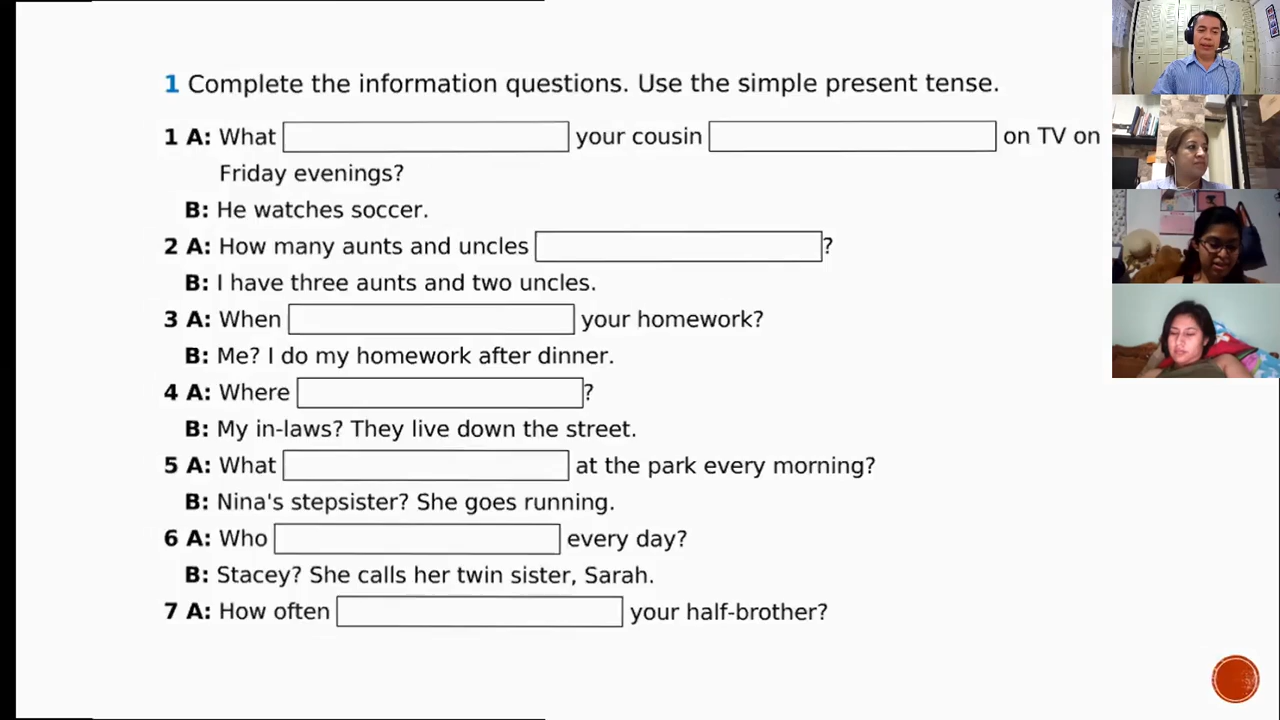 1 Complete the information questions. Use the simple present tense.
1 A: What your cousin on TV on
Friday evenings?
B: He watches soccer.
2 A: How many aunts and uncles ?
B: I have three aunts and two uncles.
3 A: When your homework?
B: Me? I do my homework after dinner.
4 A: Where ?
B: My in-laws? They live down the street.
5 A: What at the park every morning?
B: Nina's stepsister? She goes running.
6 A: Who every day?
B: Stacey? She calls her twin sister, Sarah.
7 A: How often your half-brother?